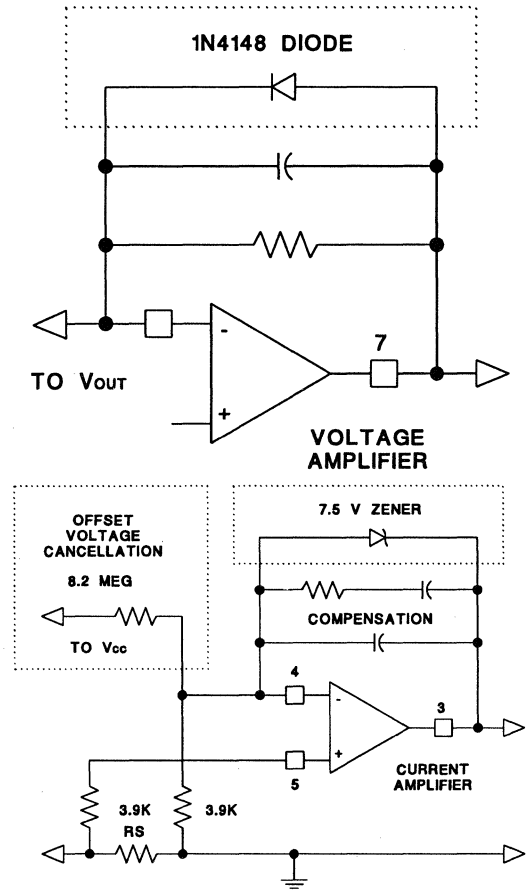 1N4148 DIODE
-
7
TO VOUT
+
VOLTAGE
AMPLIFIER
OFFSET
VOLTAGE
CANCELLATION
8.2 MEG
TO Vcc
7.5 V ZENER
COMPENSATION
4
-
3
+
5
CURRENT
AMPLIFIER
3.9K
RS
3.9K